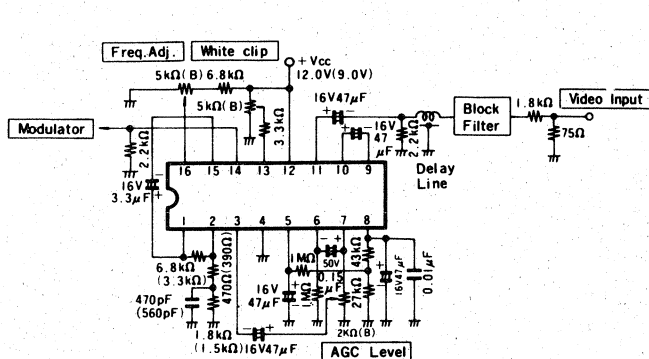 Freq.Adj. White clip
+ Vcc
12.0V(9.0V)
5kΩ(B) 6.8kΩ
5kΩ(B)
3.3kΩ
16V47μF
16V
47
μF
2.2kΩ
Delay
Line
Block
Filter
1.8kΩ
Video Input
75Ω
Modulator
2.2kΩ
16V
3.3μF
16 15 14 13 12 11 10 9
1 2 3 4 5 6 7 8
6.8kΩ
(3.3kΩ)
470Ω(390Ω)
470pF
(560pF)
1.8kΩ
(1.5kΩ)
16V47μF
16V
47μF
1MΩ
1MΩ
50V
0.15
μF
43kΩ
27kΩ
2KΩ(B)
16V47μF
0.01μF
AGC Level